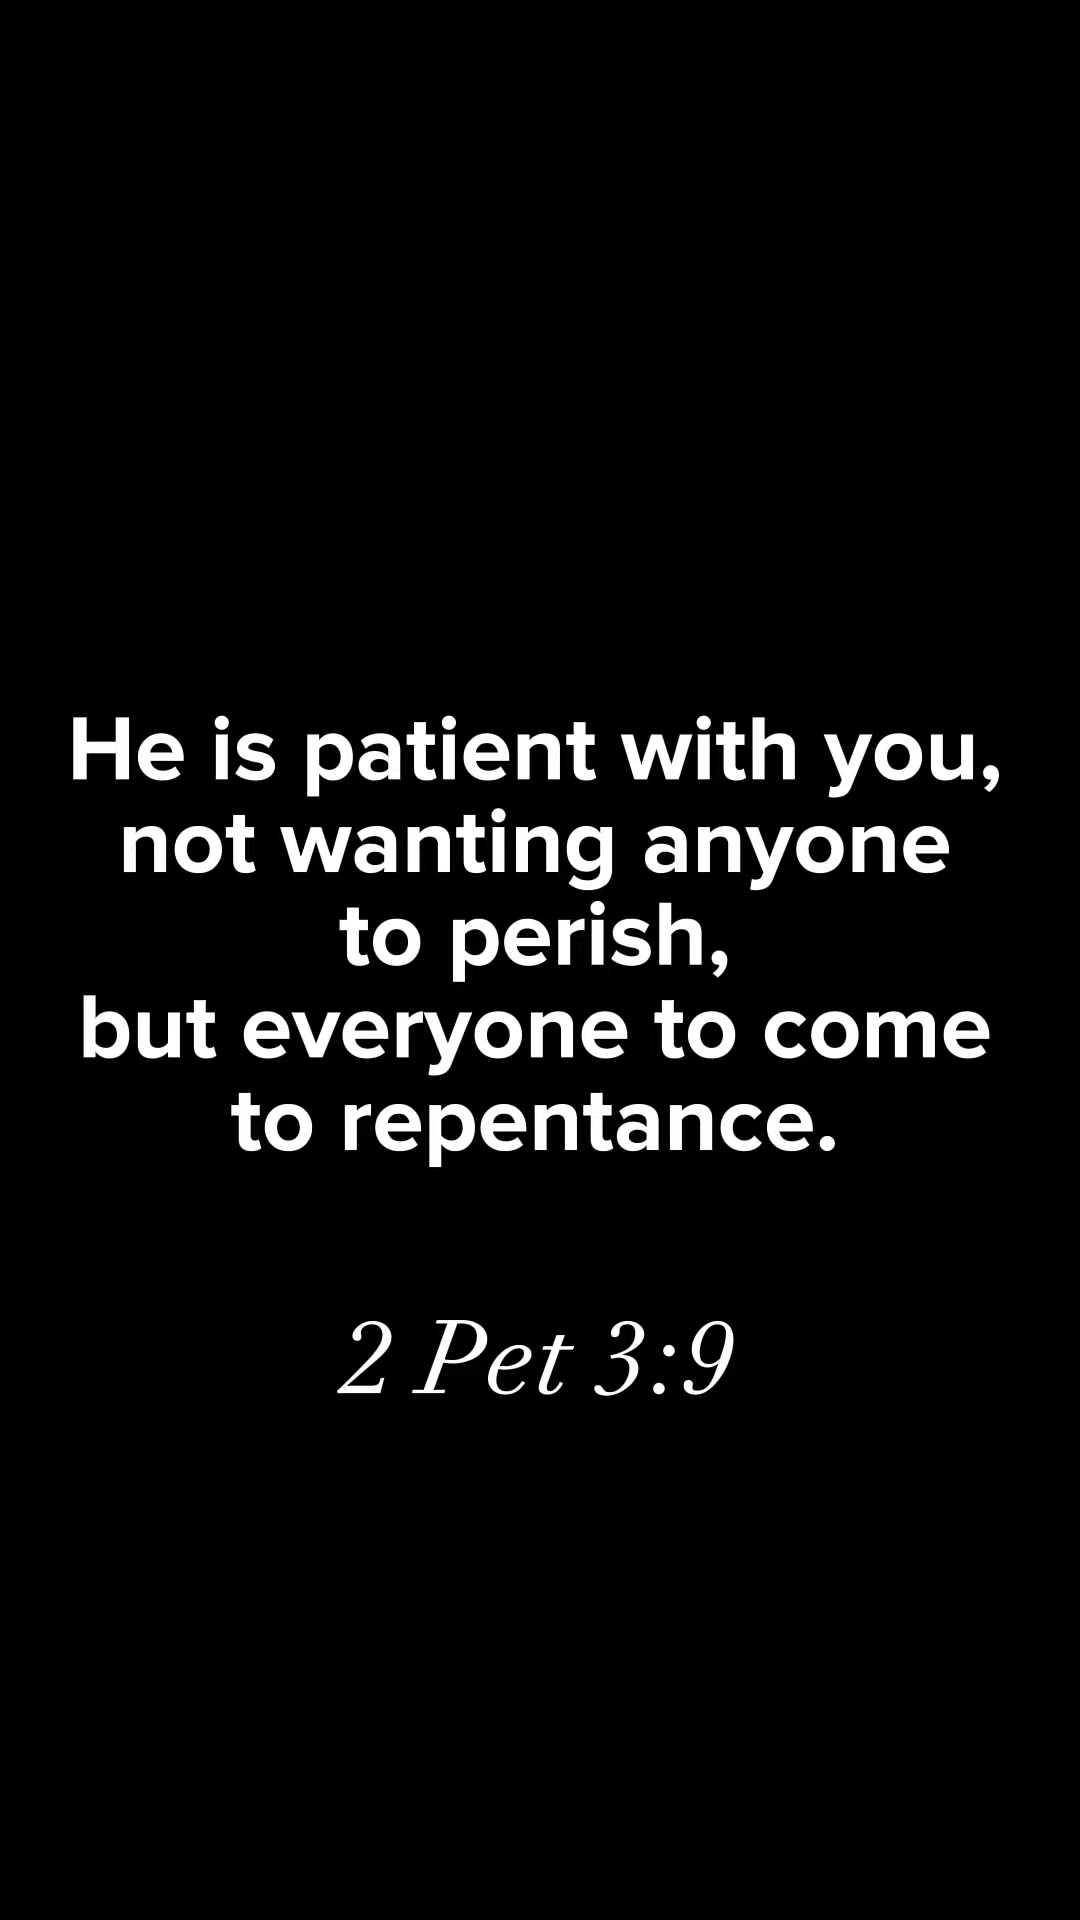 He is patient with you,
not wanting anyone
to perish,
but everyone to come
to repentance.
2 Pet 3:9